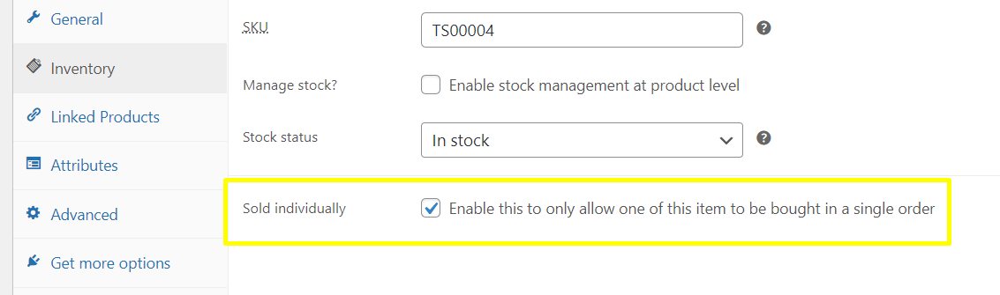 General
Inventory
Linked Products
Attributes
Advanced
Get more options
SKU TS00004 ?
Manage stock? Enable stock management at product level
Stock status In stock ?
Sold individually Enable this to only allow one of this item to be bought in a single order